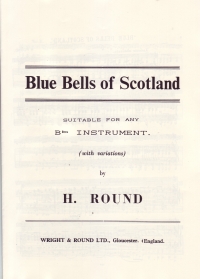 Blue Bells of Scotland
SUITABLE FOR ANY
B♭ INSTRUMENT.
(with variations)
by
H. ROUND
WRIGHT & ROUND LTD., Gloucester. England.